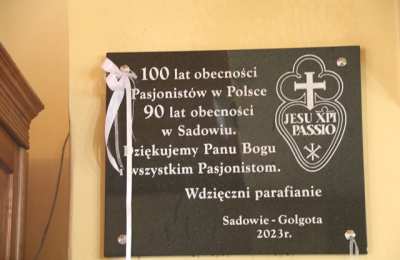 100 lat obecności
Pasjonistów w Polsce
90 lat obecności
w Sadowiu.
Dziękujemy Panu Bogu
i wszystkim Pasjonistom.
Wdzięczni parafianie
Sadowie - Golgota
2023r.
JESU XPI
PASSIO